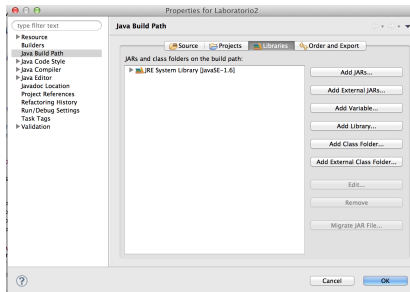 Properties for Laboratorio2
type filter text
Resource
Builders
Java Build Path
Java Code Style
Java Compiler
Java Editor
Javadoc Location
Project References
Refactoring History
Run/Debug Settings
Task Tags
Validation
Java Build Path
Source
Projects
Libraries
Order and Export
JARs and class folders on the build path:
JRE System Library [JavaSE-1.6]
Add JARs...
Add External JARs...
Add Variable...
Add Library...
Add Class Folder...
Add External Class Folder...
Edit...
Remove
Migrate JAR File...
?
Cancel
OK